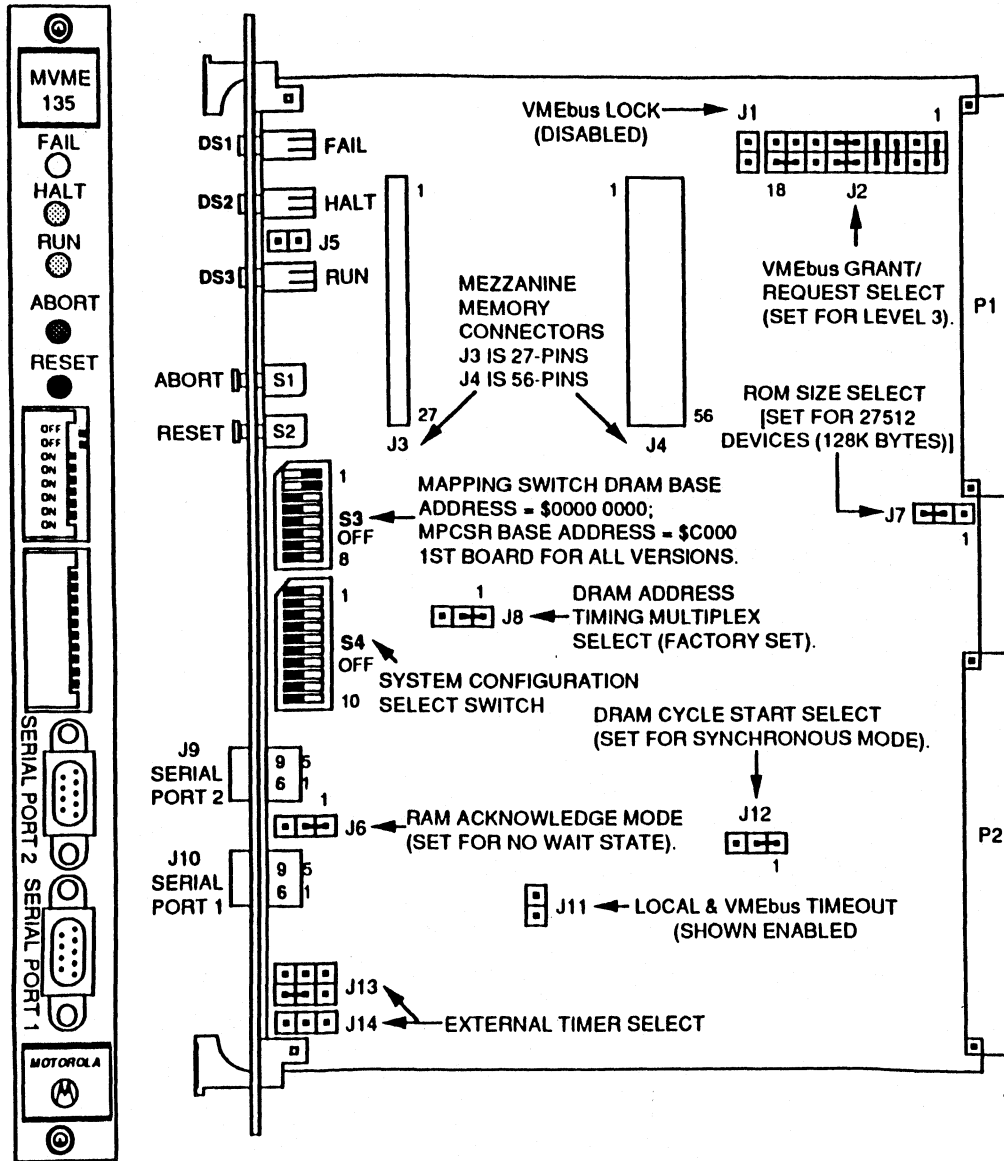 MVME
135
FAIL
HALT
RUN
ABORT
RESET
OFF
OFF
ON
ON
ON
ON
ON
ON
SERIAL PORT 2
SERIAL PORT 1
MOTOROLA
DS1
FAIL
DS2
HALT
J5
DS3
RUN
ABORT
S1
RESET
S2
1
27
J3
1
56
J4
MEZZANINE
MEMORY
CONNECTORS
J3 IS 27-PINS
J4 IS 56-PINS
VMEbus LOCK
(DISABLED)
J1
1
18
J2
VMEbus GRANT/
REQUEST SELECT
(SET FOR LEVEL 3).
P1
ROM SIZE SELECT
[SET FOR 27512
DEVICES (128K BYTES)]
J7
1
1
S3
OFF
8
MAPPING SWITCH DRAM BASE
ADDRESS = $0000 0000;
MPCSR BASE ADDRESS = $C000
1ST BOARD FOR ALL VERSIONS.
1
S4
OFF
10
SYSTEM CONFIGURATION
SELECT SWITCH
1
J8
DRAM ADDRESS
TIMING MULTIPLEX
SELECT (FACTORY SET).
DRAM CYCLE START SELECT
(SET FOR SYNCHRONOUS MODE).
J12
1
P2
J9
SERIAL
PORT 2
9 5
6 1
1
J6
RAM ACKNOWLEDGE MODE
(SET FOR NO WAIT STATE).
J10
SERIAL
PORT 1
9 5
6 1
J11
LOCAL & VMEbus TIMEOUT
(SHOWN ENABLED
J13
J14
EXTERNAL TIMER SELECT